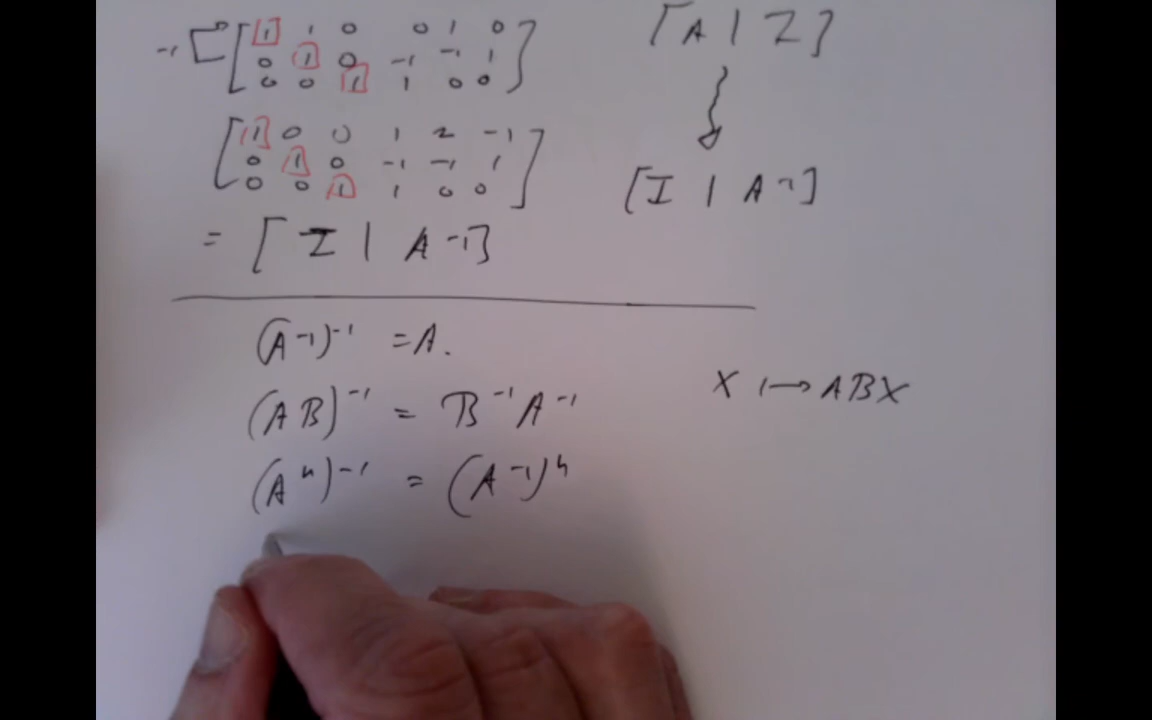 -1 [ 1 1 0 0 1 0
0 1 0 -1 -1 1
0 0 1 1 0 0 ]
[ 1 0 0 1 2 -1
0 1 0 -1 -1 1
0 0 1 1 0 0 ]
= [ I | A⁻¹ ]
[ A | I ]
[ I | A⁻¹ ]
(A⁻¹)⁻¹ = A.
(AB)⁻¹ = B⁻¹A⁻¹
X ↦ ABX
(Aⁿ)⁻¹ = (A⁻¹)ⁿ